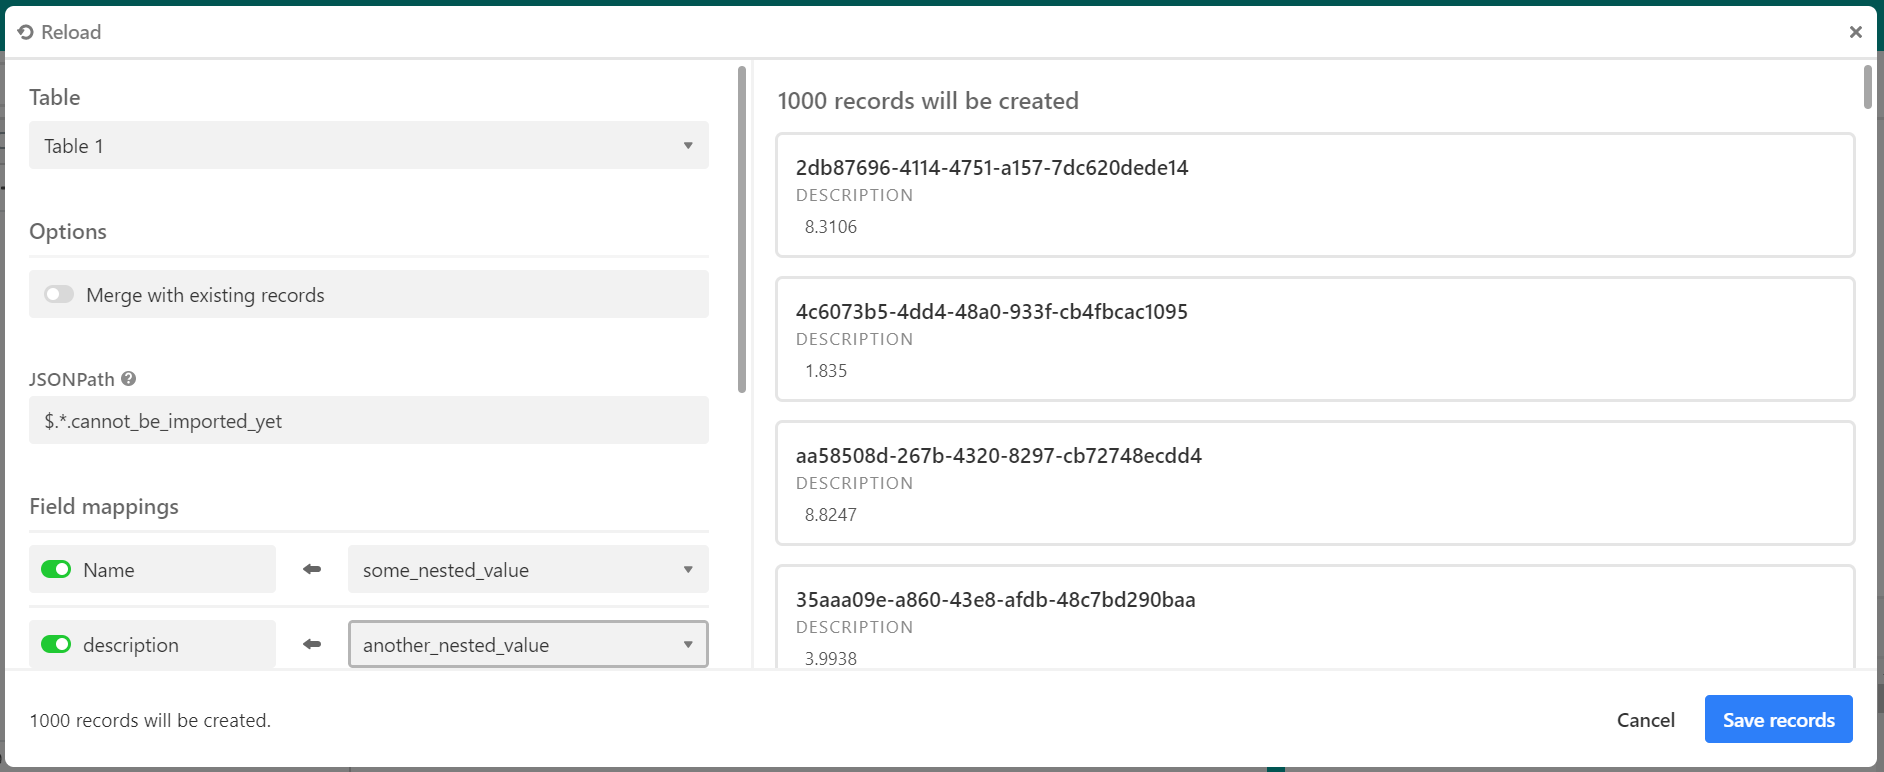 Reload
Table
Table 1
Options
Merge with existing records
JSONPath
$.*.cannot_be_imported_yet
Field mappings
Name
some_nested_value
description
another_nested_value
1000 records will be created
2db87696-4114-4751-a157-7dc620dede14
DESCRIPTION
8.3106
4c6073b5-4dd4-48a0-933f-cb4fbcac1095
DESCRIPTION
1.835
aa58508d-267b-4320-8297-cb72748ecdd4
DESCRIPTION
8.8247
35aaa09e-a860-43e8-afdb-48c7bd290baa
DESCRIPTION
3.9938
1000 records will be created.
Cancel
Save records